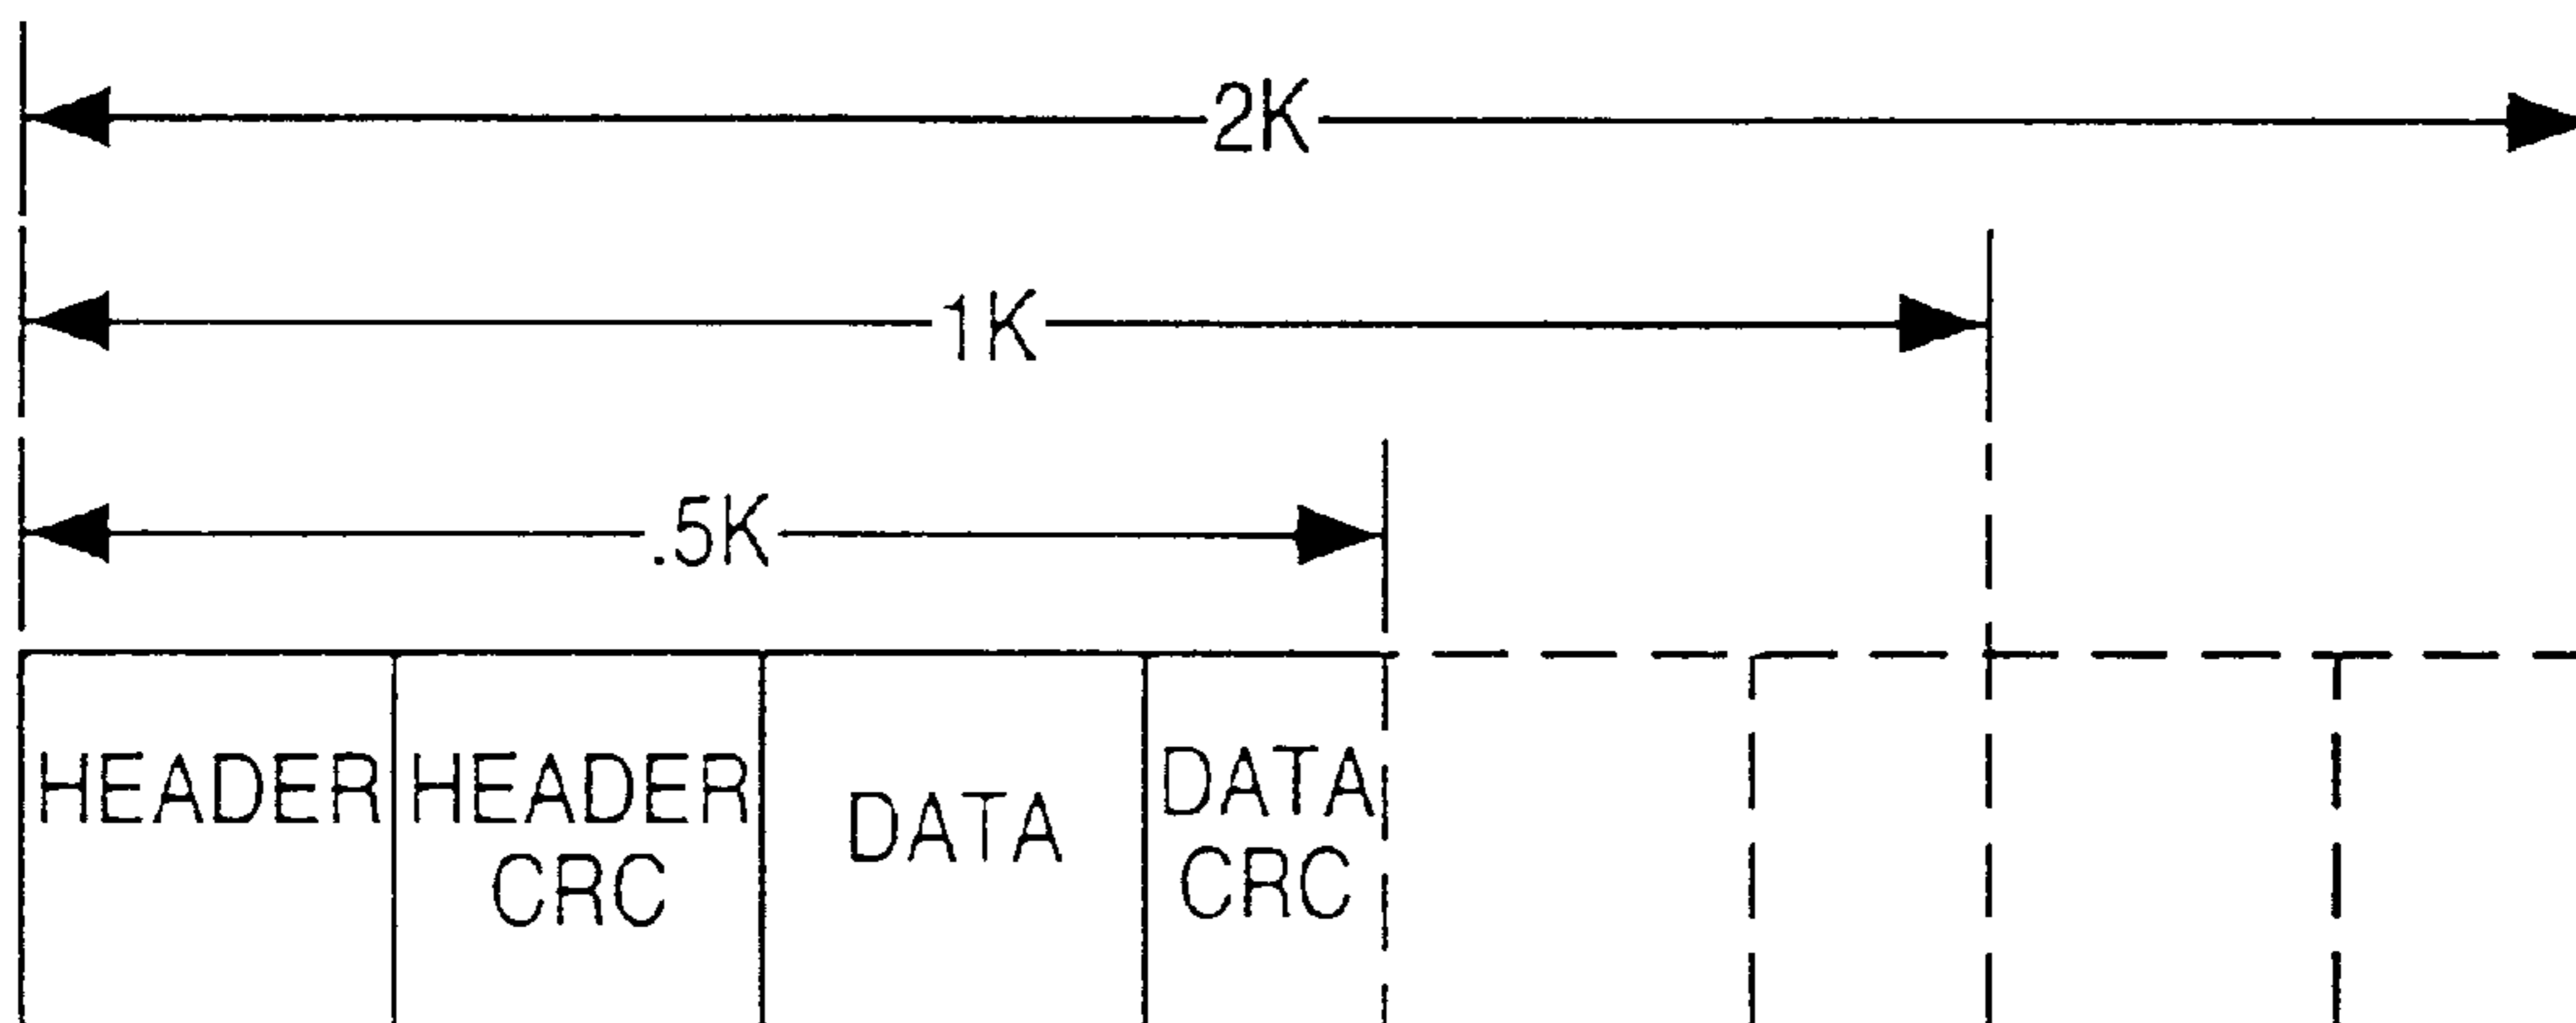 2K
1K
.5K
HEADER
HEADER
CRC
DATA
DATA
CRC